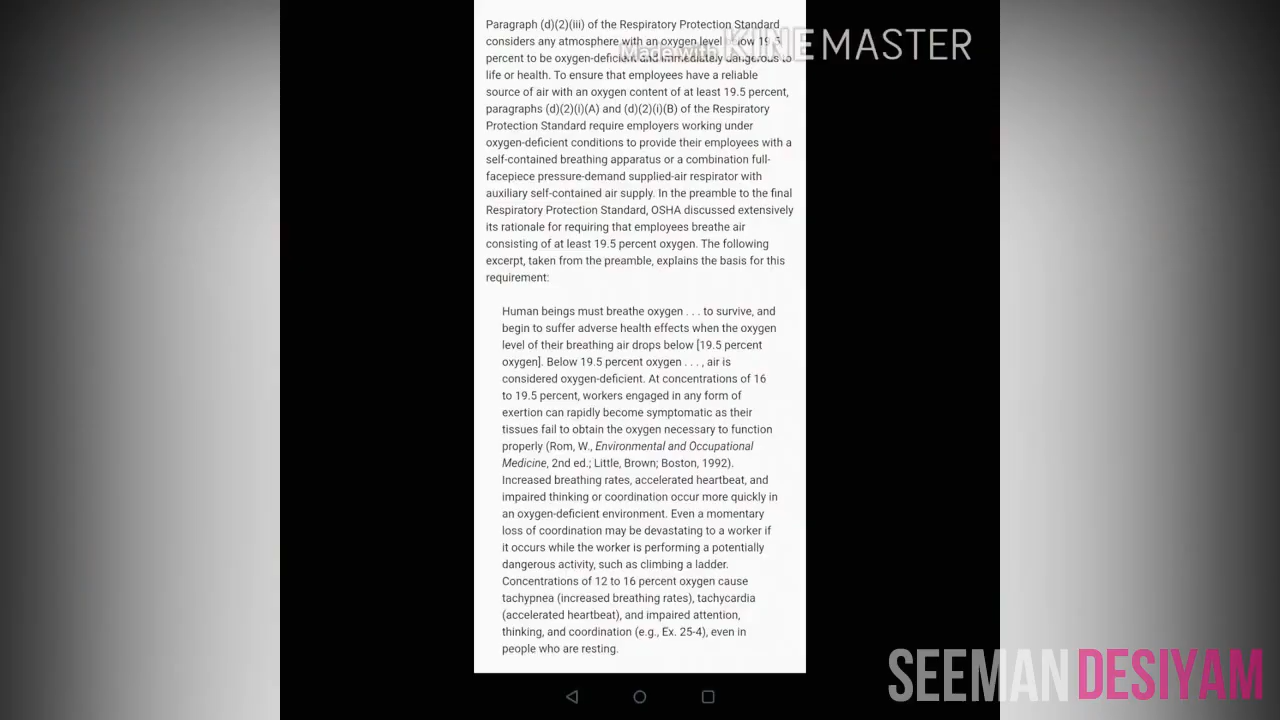 Paragraph (d)(2)(iii) of the Respiratory Protection Standard
considers any atmosphere with an oxygen level below 19.5
percent to be oxygen-deficient and immediately dangerous to
life or health. To ensure that employees have a reliable
source of air with an oxygen content of at least 19.5 percent,
paragraphs (d)(2)(i)(A) and (d)(2)(i)(B) of the Respiratory
Protection Standard require employers working under
oxygen-deficient conditions to provide their employees with a
self-contained breathing apparatus or a combination full-
facepiece pressure-demand supplied-air respirator with
auxiliary self-contained air supply. In the preamble to the final
Respiratory Protection Standard, OSHA discussed extensively
its rationale for requiring that employees breathe air
consisting of at least 19.5 percent oxygen. The following
excerpt, taken from the preamble, explains the basis for this
requirement:
Human beings must breathe oxygen . . . to survive, and
begin to suffer adverse health effects when the oxygen
level of their breathing air drops below [19.5 percent
oxygen]. Below 19.5 percent oxygen . . . , air is
considered oxygen-deficient. At concentrations of 16
to 19.5 percent, workers engaged in any form of
exertion can rapidly become symptomatic as their
tissues fail to obtain the oxygen necessary to function
properly (Rom, W., Environmental and Occupational
Medicine, 2nd ed.; Little, Brown; Boston, 1992).
Increased breathing rates, accelerated heartbeat, and
impaired thinking or coordination occur more quickly in
an oxygen-deficient environment. Even a momentary
loss of coordination may be devastating to a worker if
it occurs while the worker is performing a potentially
dangerous activity, such as climbing a ladder.
Concentrations of 12 to 16 percent oxygen cause
tachypnea (increased breathing rates), tachycardia
(accelerated heartbeat), and impaired attention,
thinking, and coordination (e.g., Ex. 25-4), even in
people who are resting.
Made with KINEMASTER
SEEMAN DESIYAM